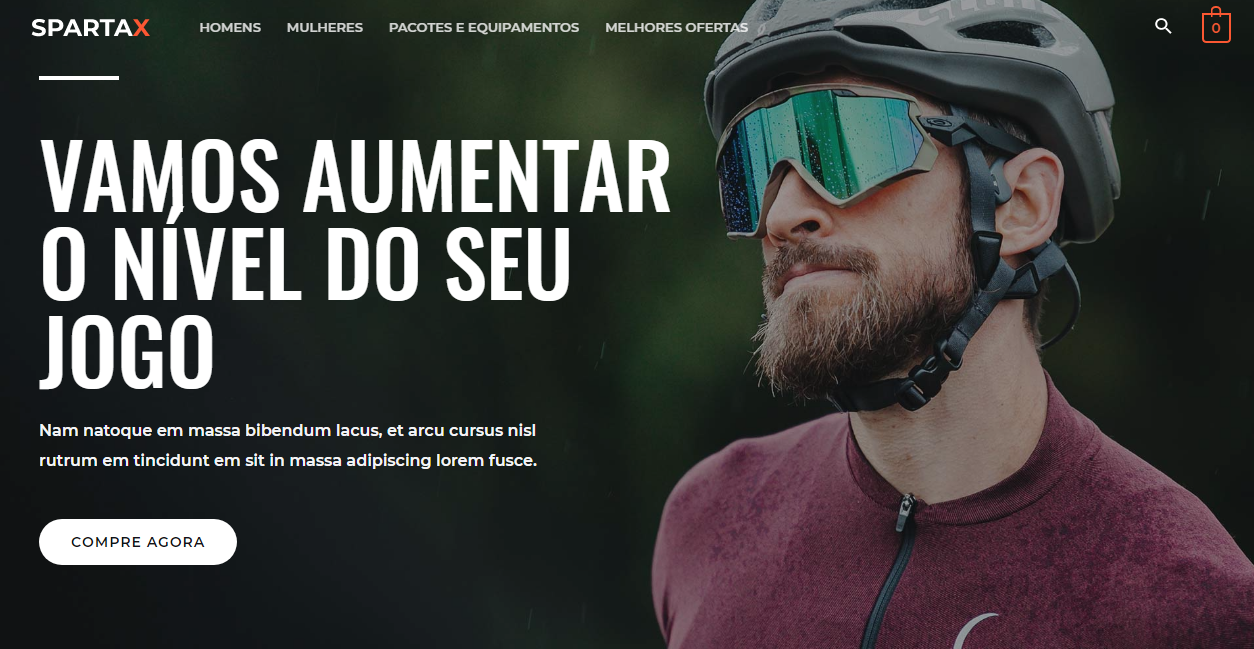 SPARTAX HOMENS MULHERES PACOTES E EQUIPAMENTOS MELHORES OFERTAS 0
VAMOS AUMENTAR
O NÍVEL DO SEU
JOGO
Nam natoque em massa bibendum lacus, et arcu cursus nisl
rutrum em tincidunt em sit in massa adipiscing lorem fusce.
COMPRE AGORA